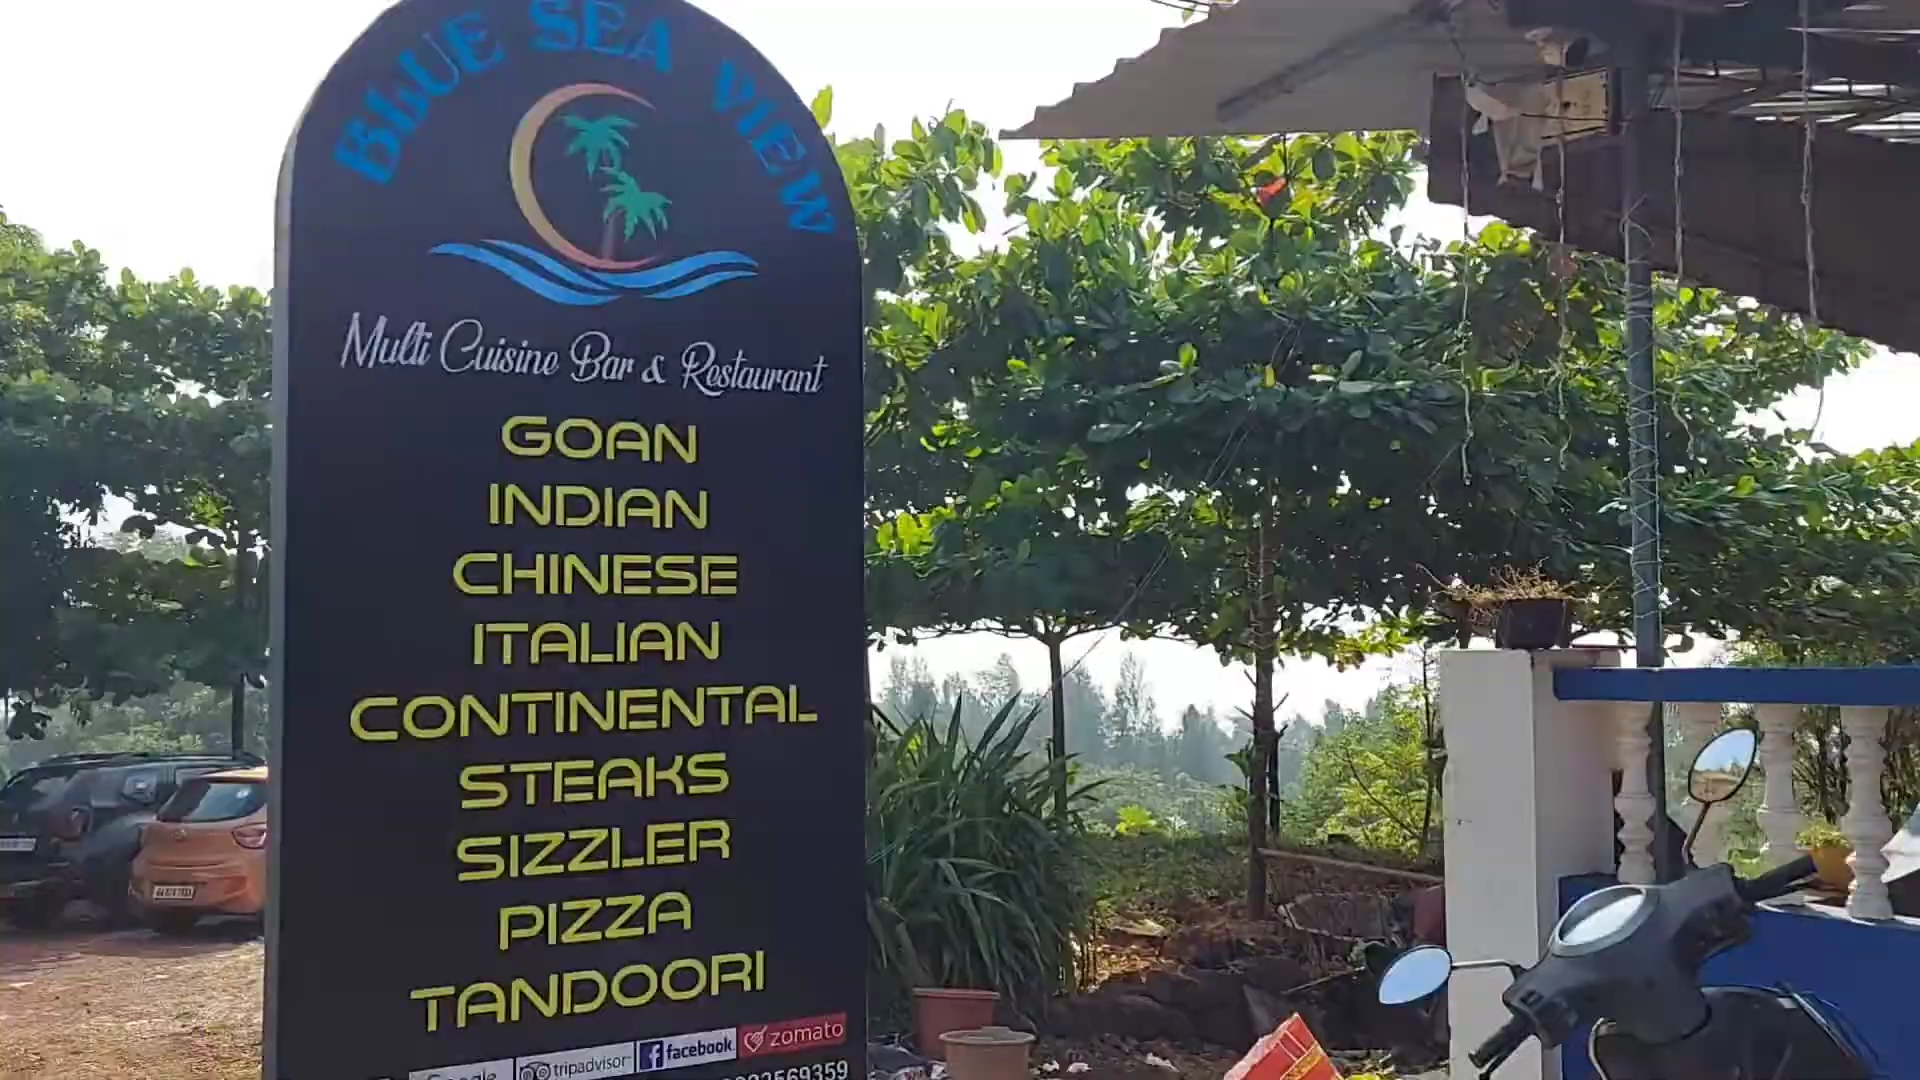 BLUE SEA VIEW
Multi Cuisine Bar & Restaurant
GOAN
INDIAN
CHINESE
ITALIAN
CONTINENTAL
STEAKS
SIZZLER
PIZZA
TANDOORI
Google tripadvisor facebook zomato